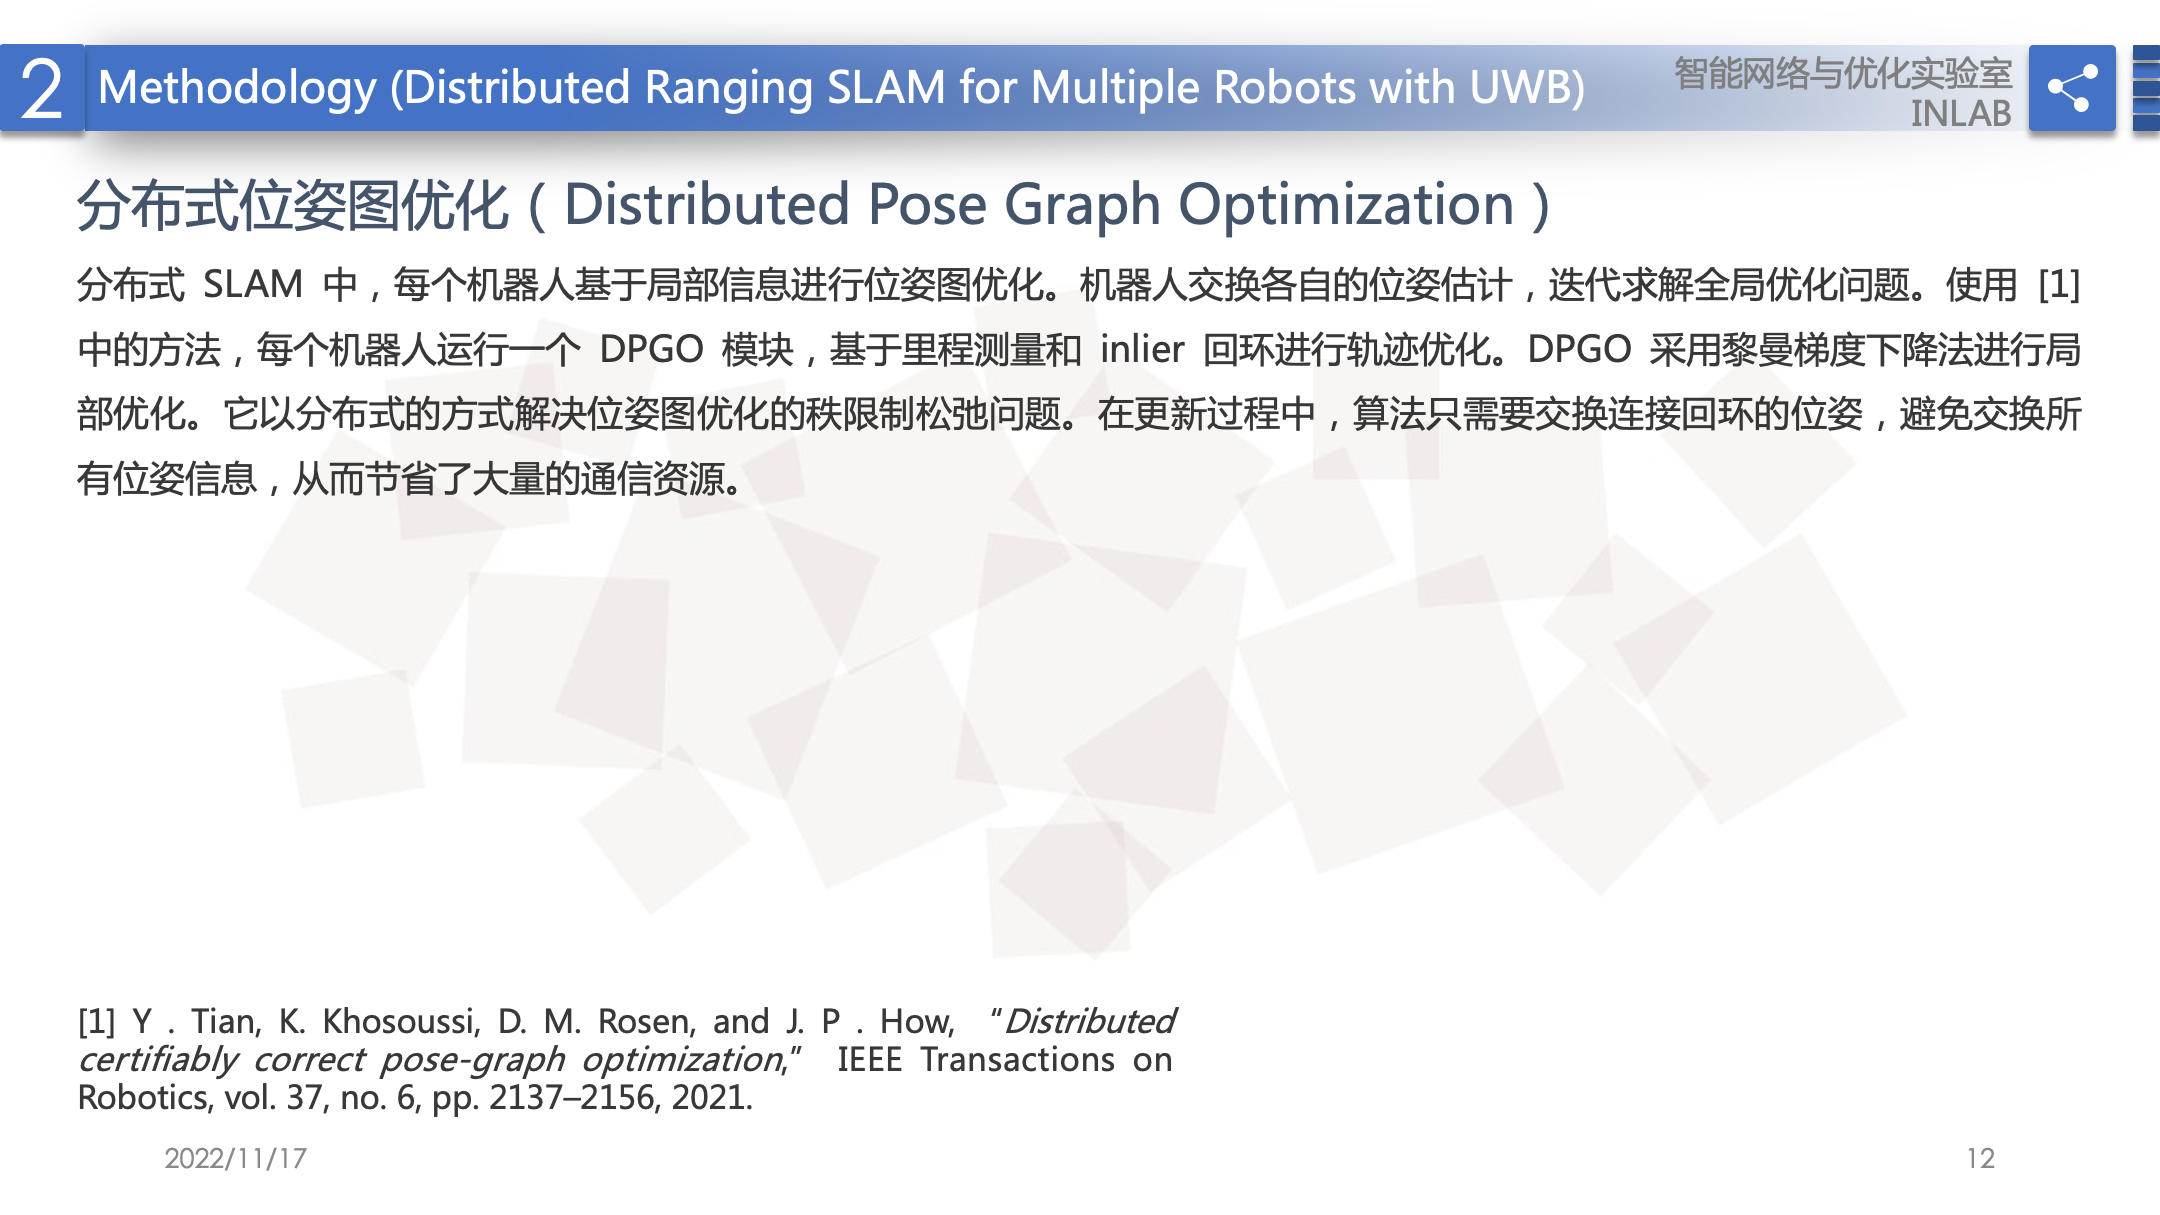 2
Methodology (Distributed Ranging SLAM for Multiple Robots with UWB)
智能网络与优化实验室
INLAB
分布式位姿图优化（Distributed Pose Graph Optimization）
分布式 SLAM 中，每个机器人基于局部信息进行位姿图优化。机器人交换各自的位姿估计，迭代求解全局优化问题。使用 [1]
中的方法，每个机器人运行一个 DPGO 模块，基于里程测量和 inlier 回环进行轨迹优化。DPGO 采用黎曼梯度下降法进行局
部优化。它以分布式的方式解决位姿图优化的秩限制松弛问题。在更新过程中，算法只需要交换连接回环的位姿，避免交换所
有位姿信息，从而节省了大量的通信资源。
[1] Y . Tian, K. Khosoussi, D. M. Rosen, and J. P . How, “Distributed
certifiably correct pose-graph optimization,” IEEE Transactions on
Robotics, vol. 37, no. 6, pp. 2137–2156, 2021.
2022/11/17
12